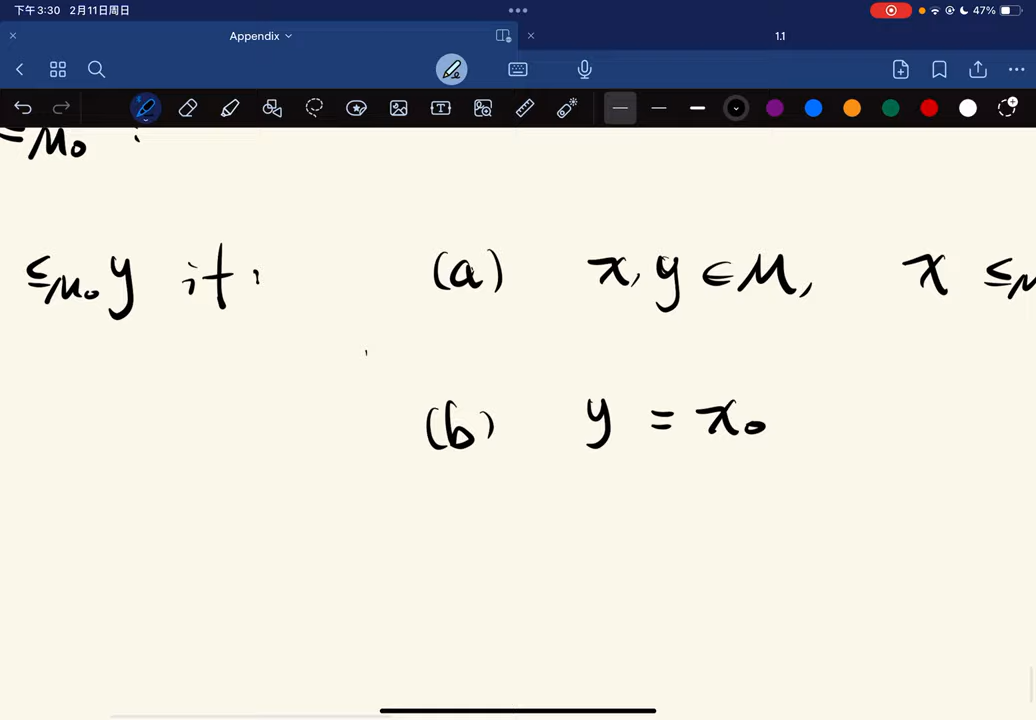 下午3:30 2月11日周日
47%
Appendix
1.1
= M₀ :
≤M₀ y if:
(a) x, y ∈ M, x ≤M
(b) y = x₀